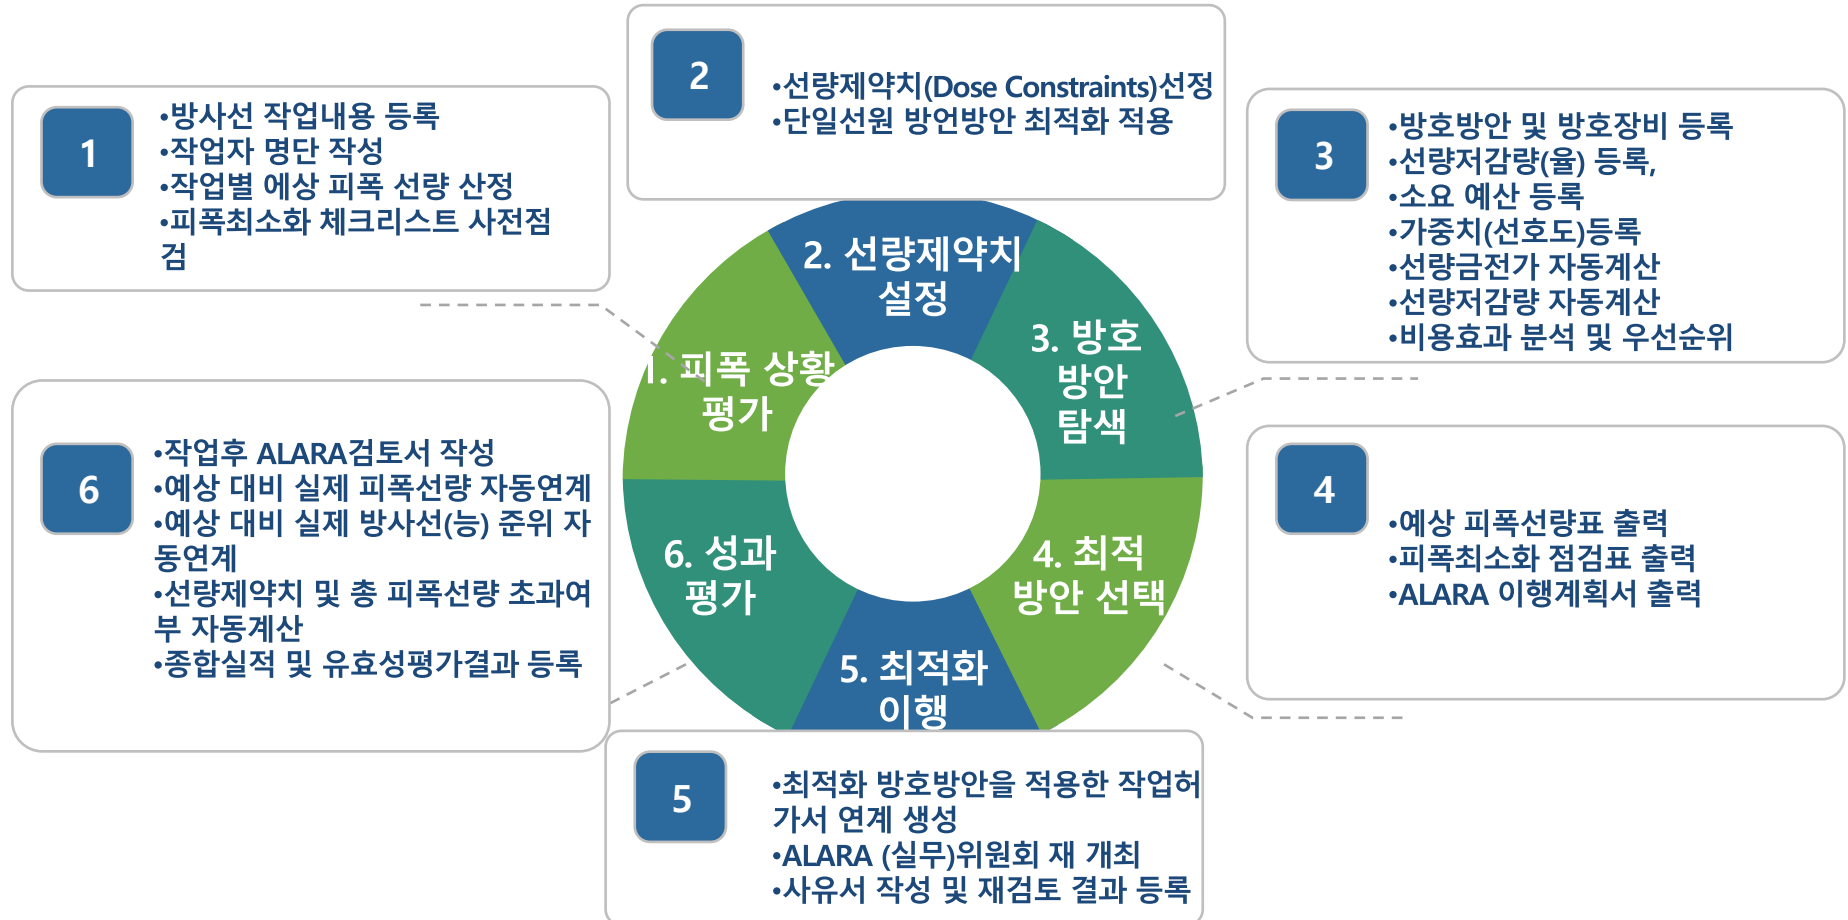 1
•방사선 작업내용 등록
•작업자 명단 작성
•작업별 에상 피폭 선량 산정
•피폭최소화 체크리스트 사전점
검
2
•선량제약치(Dose Constraints)선정
•단일선원 방언방안 최적화 적용
3
•방호방안 및 방호장비 등록
•선량저감량(율) 등록,
•소요 예산 등록
•가중치(선호도)등록
•선량금전가 자동계산
•선량저감량 자동계산
•비용효과 분석 및 우선순위
4
•예상 피폭선량표 출력
•피폭최소화 점검표 출력
•ALARA 이행계획서 출력
5
•최적화 방호방안을 적용한 작업허
가서 연계 생성
•ALARA (실무)위원회 재 개최
•사유서 작성 및 재검토 결과 등록
6
•작업후 ALARA검토서 작성
•예상 대비 실제 피폭선량 자동연계
•예상 대비 실제 방사선(능) 준위 자
동연계
•선량제약치 및 총 피폭선량 초과여
부 자동계산
•종합실적 및 유효성평가결과 등록
1. 피폭 상황
평가
2. 선량제약치
설정
3. 방호
방안
탐색
4. 최적
방안 선택
5. 최적화
이행
6. 성과
평가